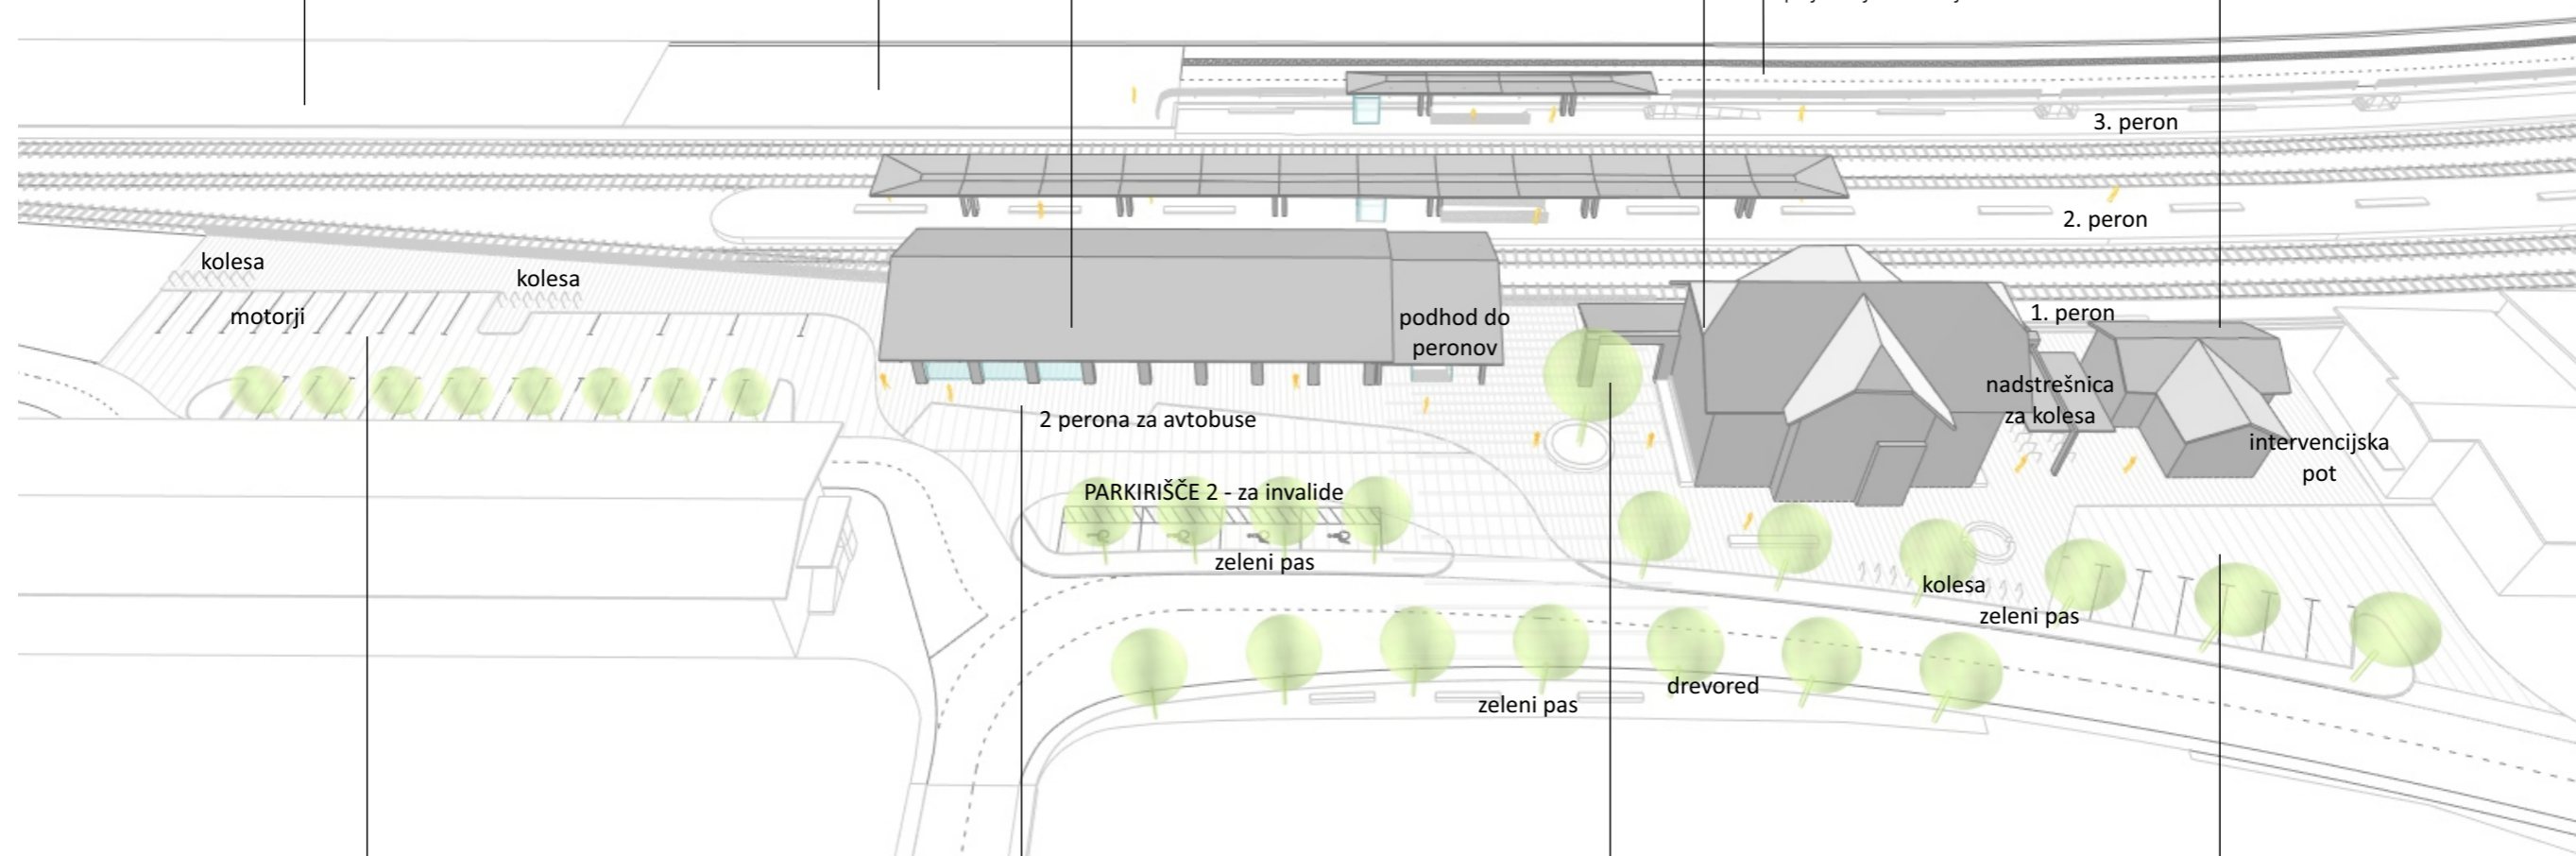 3. peron
2. peron
kolesa
kolesa
motorji
podhod do
peronov
1. peron
nadstrešnica
za kolesa
2 perona za avtobuse
intervencijska
pot
PARKIRIŠČE 2 - za invalide
zeleni pas
kolesa
zeleni pas
drevored
zeleni pas